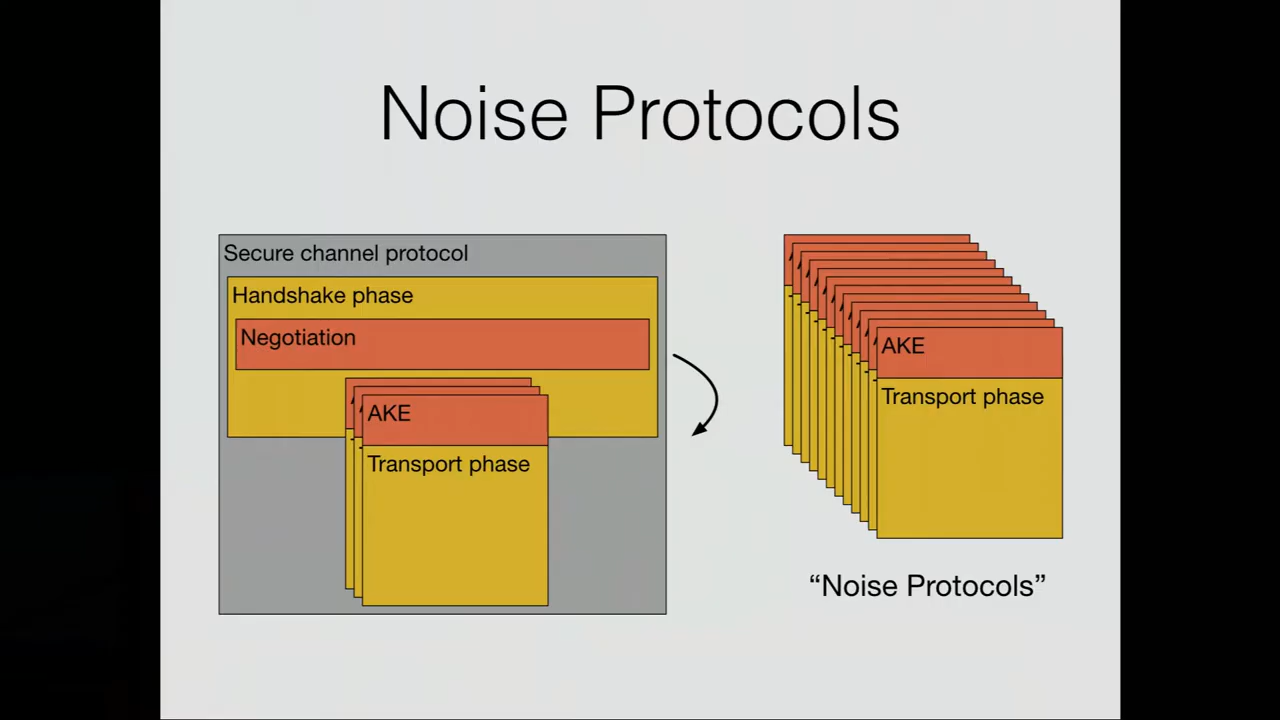 Noise Protocols
Secure channel protocol
Handshake phase
Negotiation
AKE
Transport phase
AKE
Transport phase
“Noise Protocols”